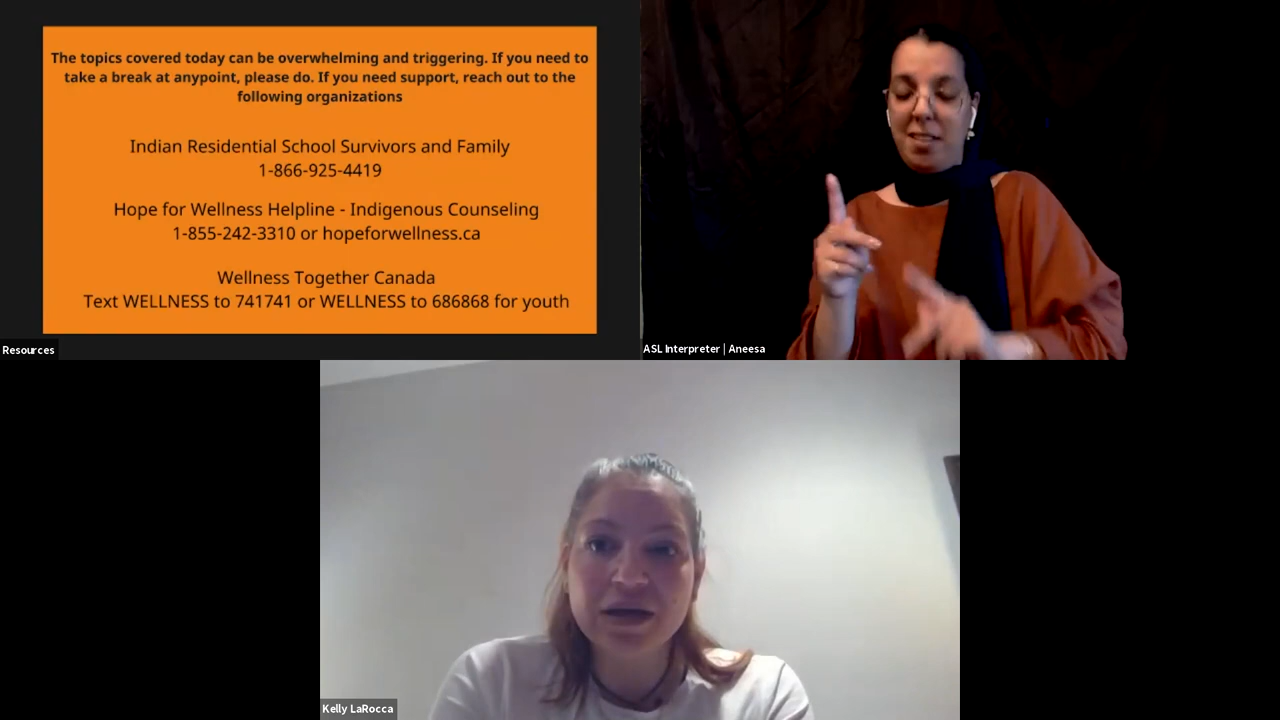 The topics covered today can be overwhelming and triggering. If you need to
take a break at anypoint, please do. If you need support, reach out to the
following organizations
Indian Residential School Survivors and Family
1-866-925-4419
Hope for Wellness Helpline - Indigenous Counseling
1-855-242-3310 or hopeforwellness.ca
Wellness Together Canada
Text WELLNESS to 741741 or WELLNESS to 686868 for youth
Resources
ASL Interpreter | Aneesa
Kelly LaRocca